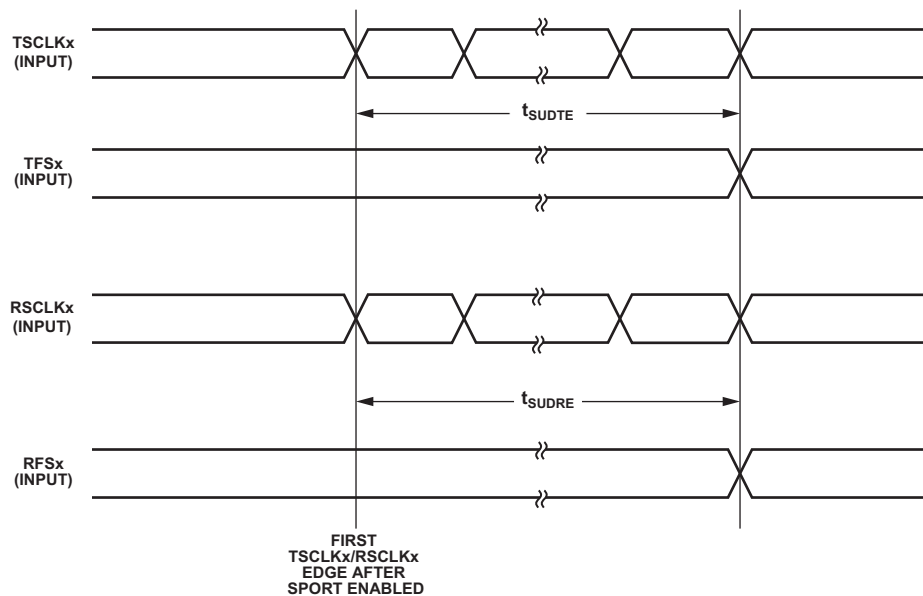 TSCLKx
(INPUT)
tSUDTE
TFSx
(INPUT)
RSCLKx
(INPUT)
tSUDRE
RFSx
(INPUT)
FIRST
TSCLKx/RSCLKx
EDGE AFTER
SPORT ENABLED